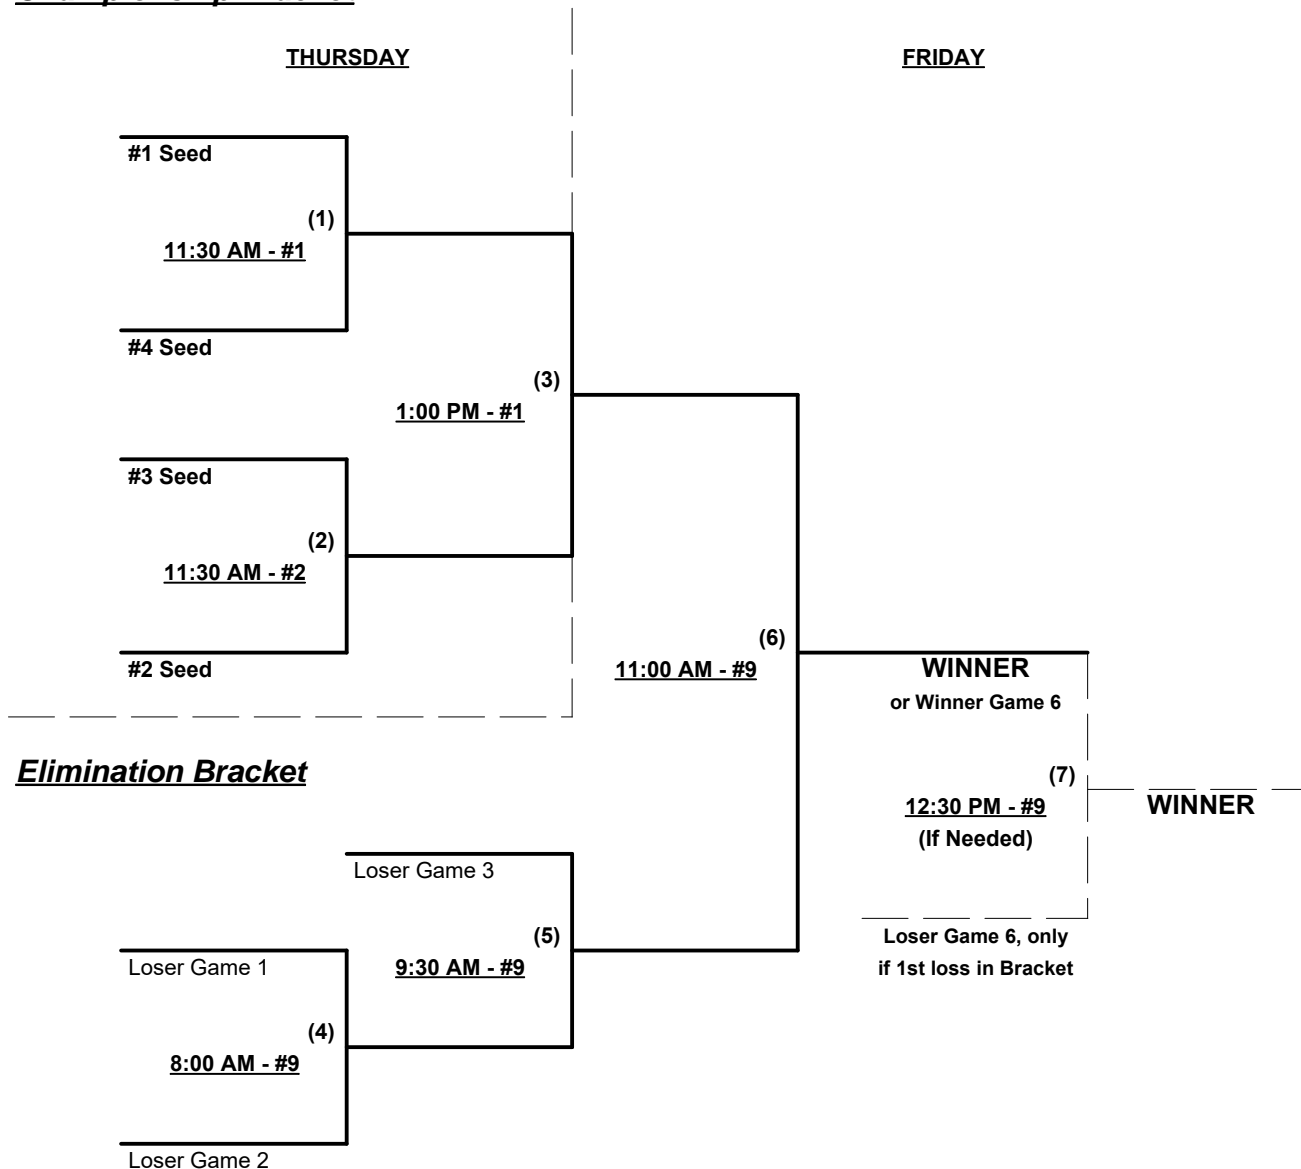 THURSDAY
FRIDAY
#1 Seed
(1)
11:30 AM - #1
#4 Seed
(3)
1:00 PM - #1
#3 Seed
(2)
11:30 AM - #2
#2 Seed
(6)
11:00 AM - #9
WINNER
or Winner Game 6
Elimination Bracket
(7)
12:30 PM - #9
(If Needed)
WINNER
Loser Game 3
(5)
9:30 AM - #9
Loser Game 6, only
if 1st loss in Bracket
Loser Game 1
(4)
8:00 AM - #9
Loser Game 2